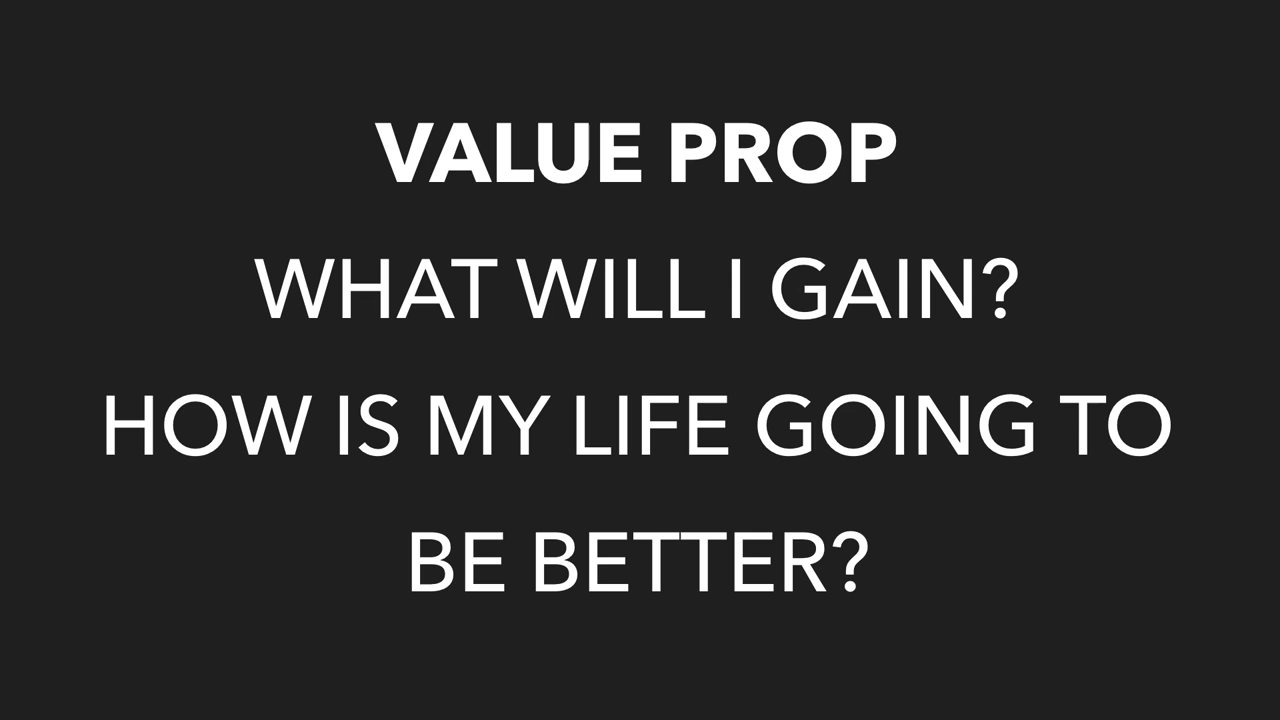 VALUE PROP
WHAT WILL I GAIN?
HOW IS MY LIFE GOING TO
BE BETTER?